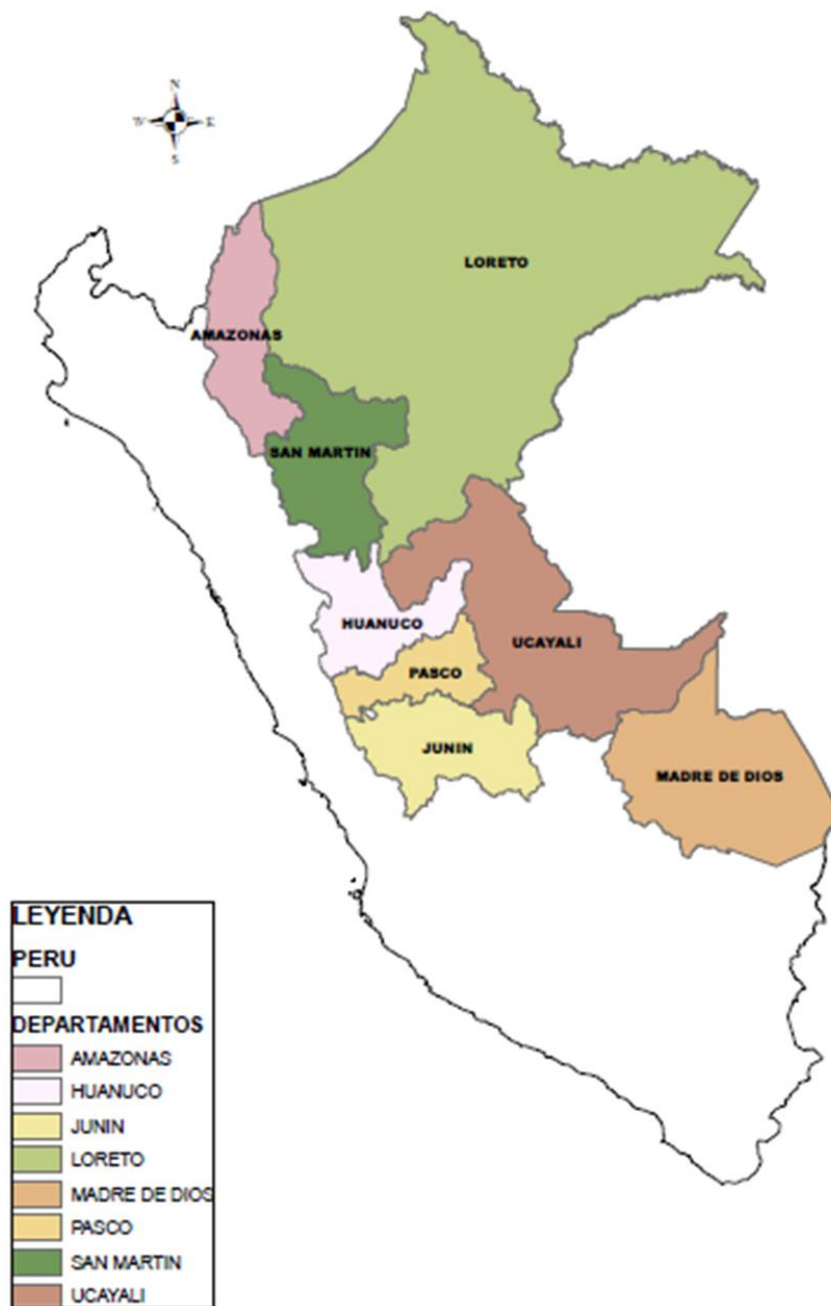 N
W E
S
LORETO
AMAZONAS
SAN MARTIN
HUANUCO
UCAYALI
PASCO
JUNIN
MADRE DE DIOS
LEYENDA
PERU
DEPARTAMENTOS
AMAZONAS
HUANUCO
JUNIN
LORETO
MADRE DE DIOS
PASCO
SAN MARTIN
UCAYALI